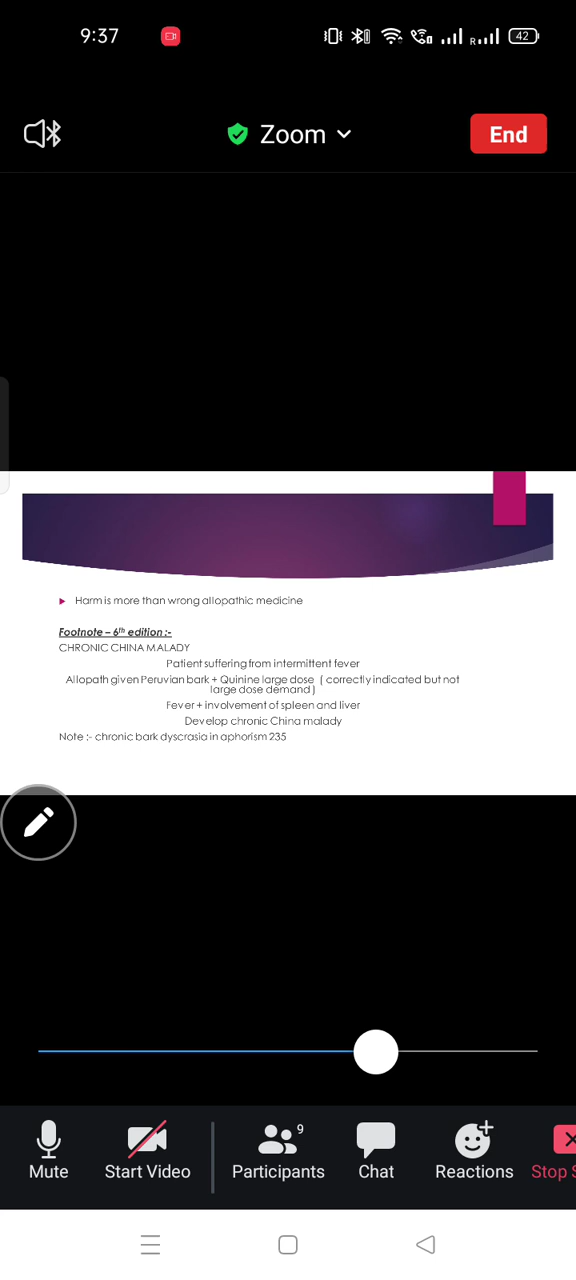 9:37
R
42
Zoom
End
Harm is more than wrong allopathic medicine
Footnote – 6th edition :-
CHRONIC CHINA MALADY
Patient suffering from intermittent fever
Allopath given Peruvian bark + Quinine large dose ( correctly indicated but not
large dose demand )
Fever + involvement of spleen and liver
Develop chronic China malady
Note :- chronic bark dyscrasia in aphorism 235
9
Mute
Start Video
Participants
Chat
Reactions
Stop S